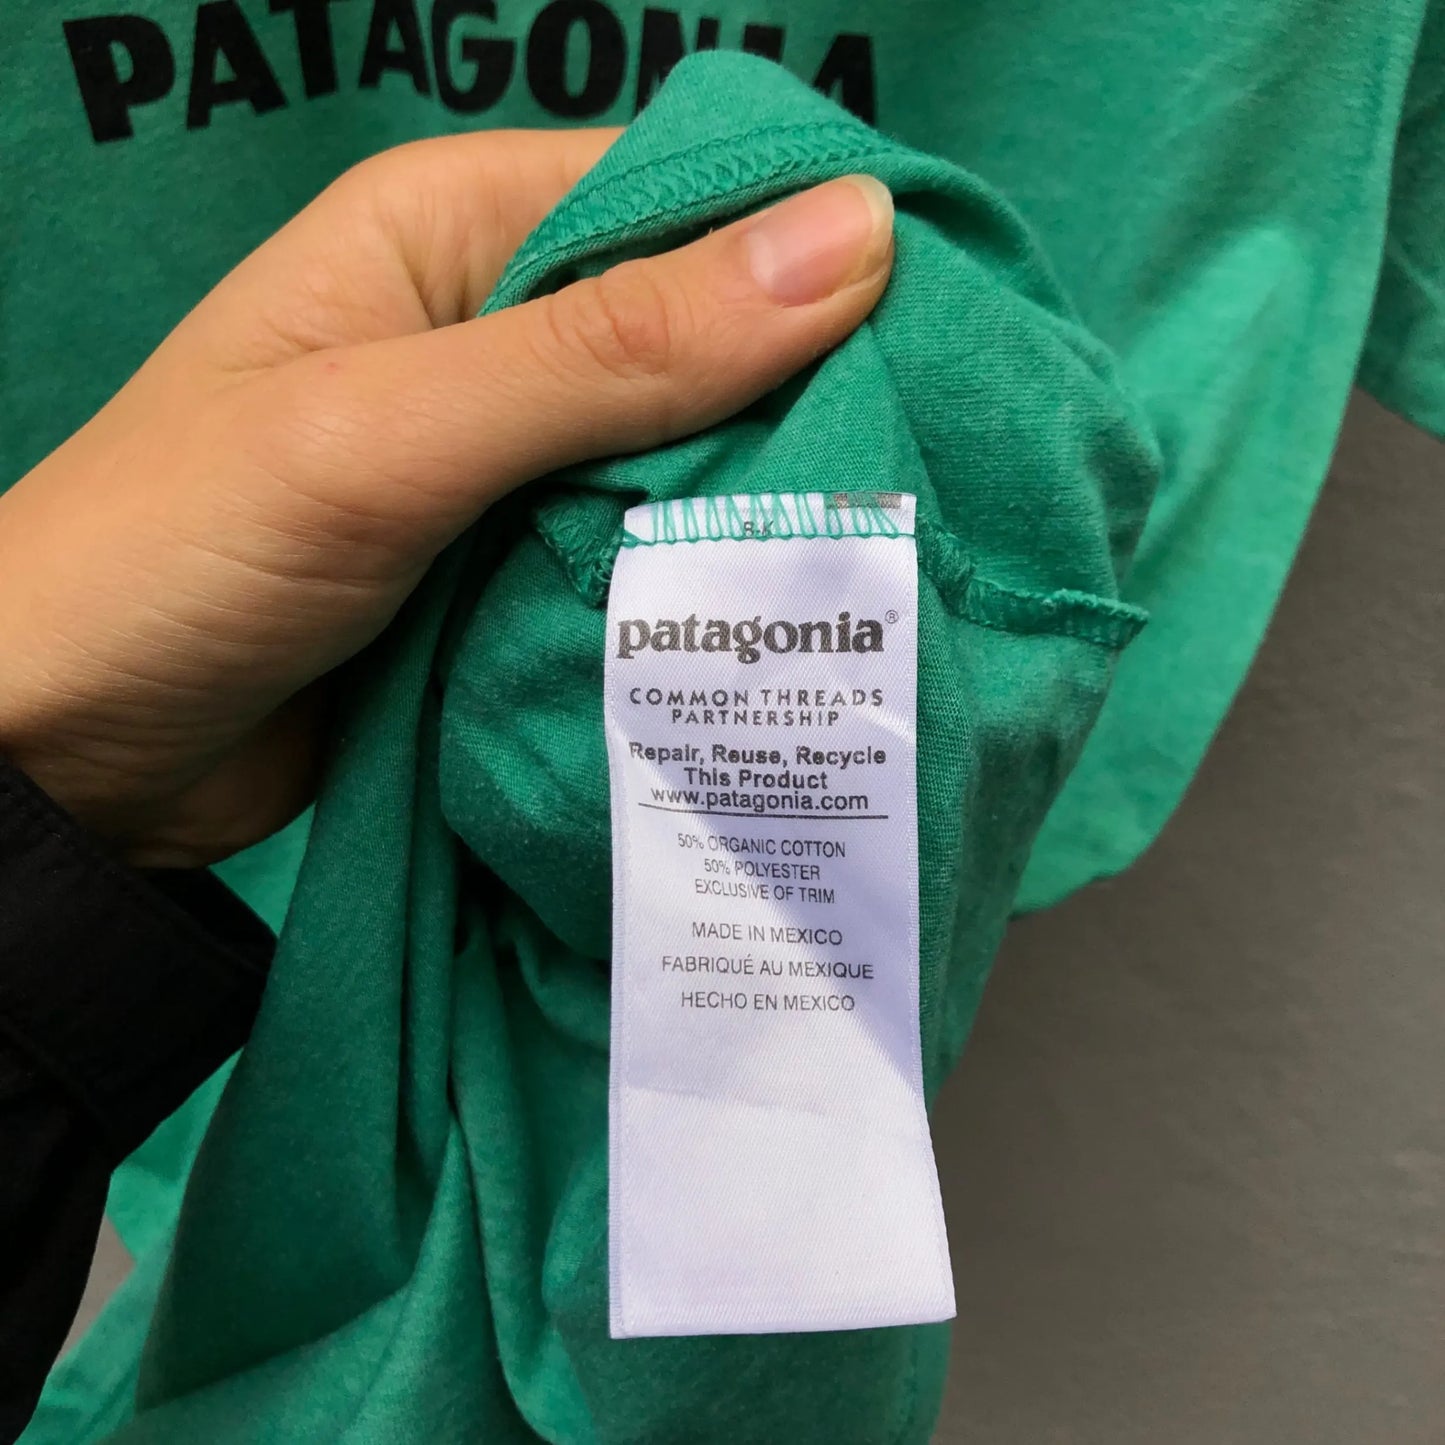 PATAGONIA
B-K
patagonia®
COMMON THREADS
PARTNERSHIP
Repair, Reuse, Recycle
This Product
www.patagonia.com
50% ORGANIC COTTON
50% POLYESTER
EXCLUSIVE OF TRIM
MADE IN MEXICO
FABRIQUÉ AU MEXIQUE
HECHO EN MEXICO